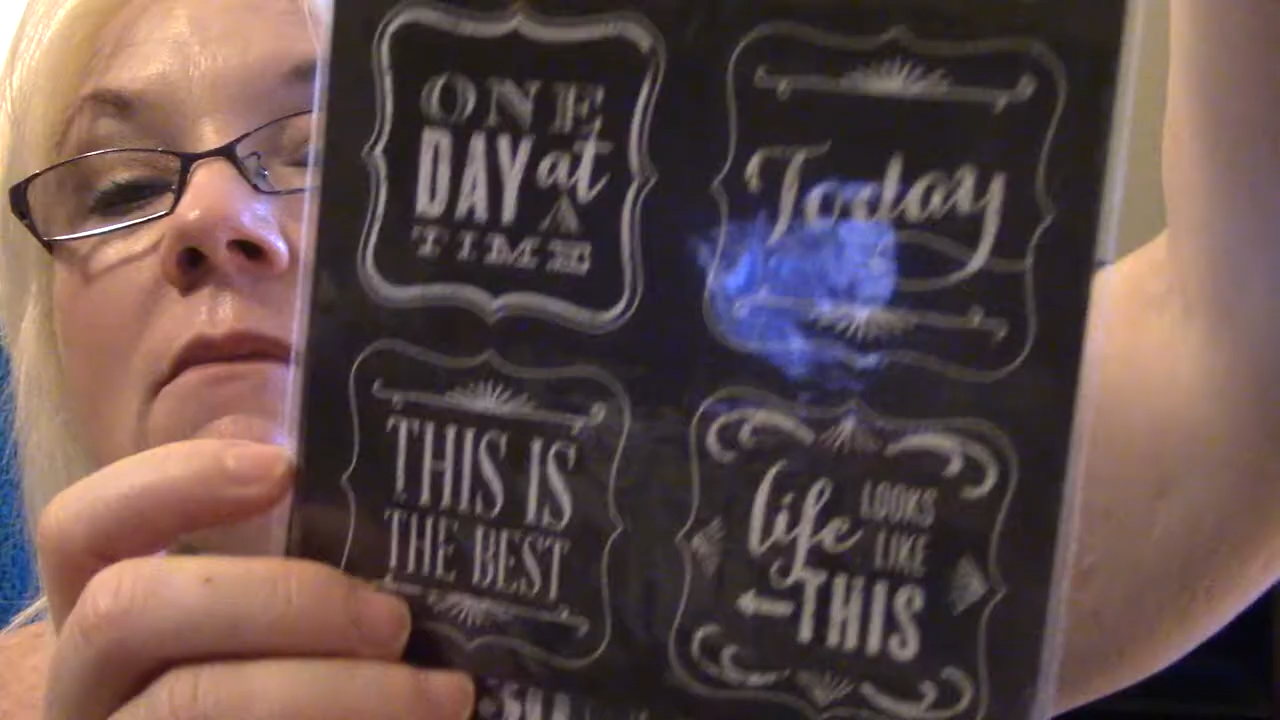 ONE
DAY at
A
TIME
Today
THIS IS
THE BEST
life LOOKS
LIKE
THIS